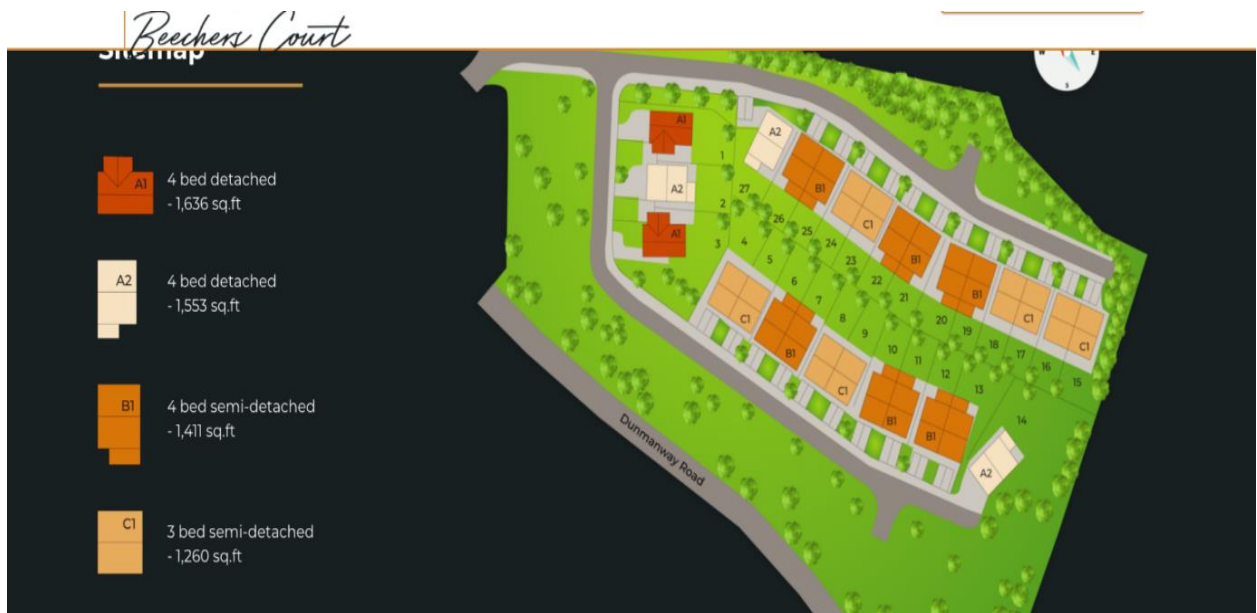 Beechers Court
Sitemap
W
E
S
A1
4 bed detached
- 1,636 sq.ft
A2
4 bed detached
- 1,553 sq.ft
B1
4 bed semi-detached
- 1,411 sq.ft
C1
3 bed semi-detached
- 1,260 sq.ft
A1
1
A2
2
A1
3
A2
27
B1
26
25
C1
24
23
B1
22
21
B1
20
19
C1
18
17
C1
16
15
4
5
C1
6
7
B1
8
9
C1
10
11
B1
12
13
B1
14
A2
Dunmanway Road